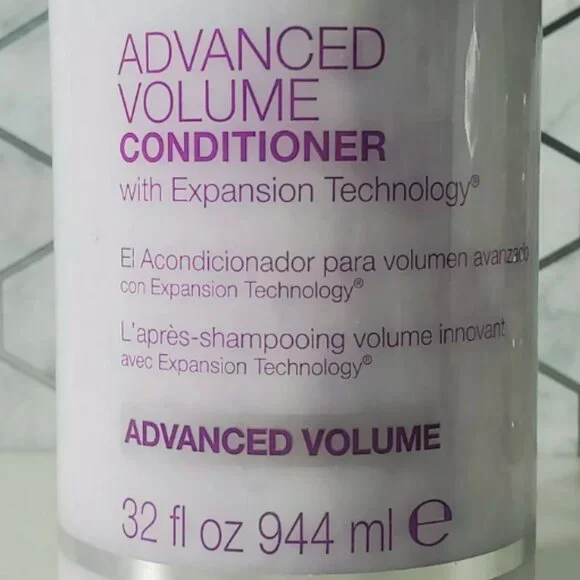 ADVANCED
VOLUME
CONDITIONER
with Expansion Technology®
El Acondicionador para volumen avanzado
con Expansion Technology®
L'après-shampooing volume innovant
avec Expansion Technology®
ADVANCED VOLUME
32 fl oz 944 ml ℮